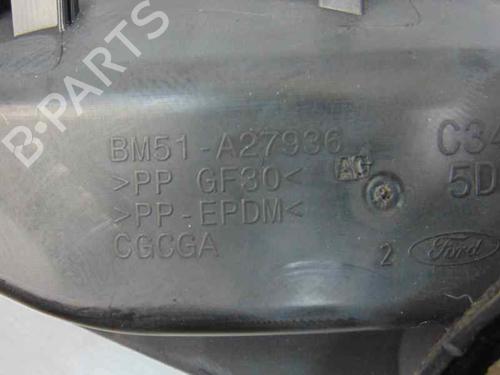 B-PARTS
BM51-A27936 C34
>PP GF30< AG 5D
>PP-EPDM<
CGCGA 2 Ford